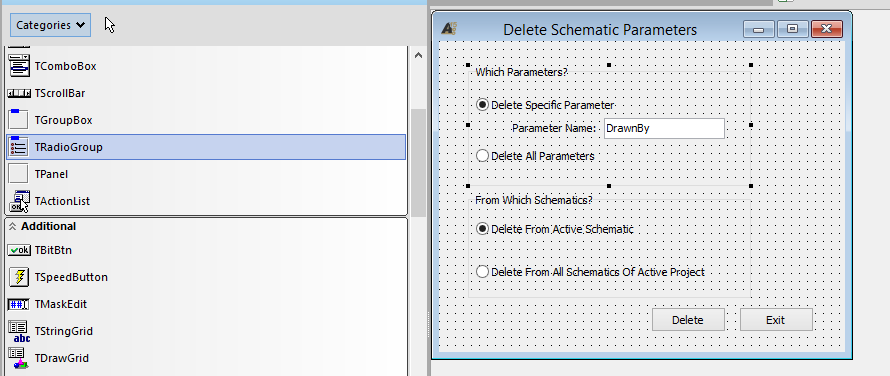 Categories
TComboBox
TScrollBar
TGroupBox
TRadioGroup
TPanel
TActionList
Additional
TBitBtn
TSpeedButton
TMaskEdit
TStringGrid
TDrawGrid
Delete Schematic Parameters
Which Parameters?
Delete Specific Parameter
Parameter Name: DrawnBy
Delete All Parameters
From Which Schematics?
Delete From Active Schematic
Delete From All Schematics Of Active Project
Delete Exit